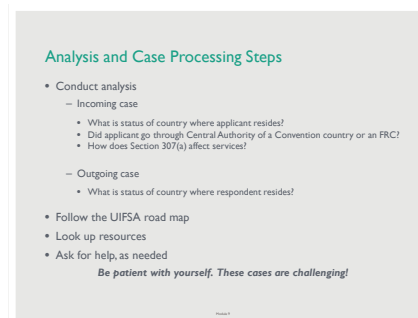 Analysis and Case Processing Steps
• Conduct analysis
– Incoming case
• What is status of country where applicant resides?
• Did applicant go through Central Authority of a Convention country or an FRC?
• How does Section 307(a) affect services?
– Outgoing case
• What is status of country where respondent resides?
• Follow the UIFSA road map
• Look up resources
• Ask for help, as needed
Be patient with yourself. These cases are challenging!